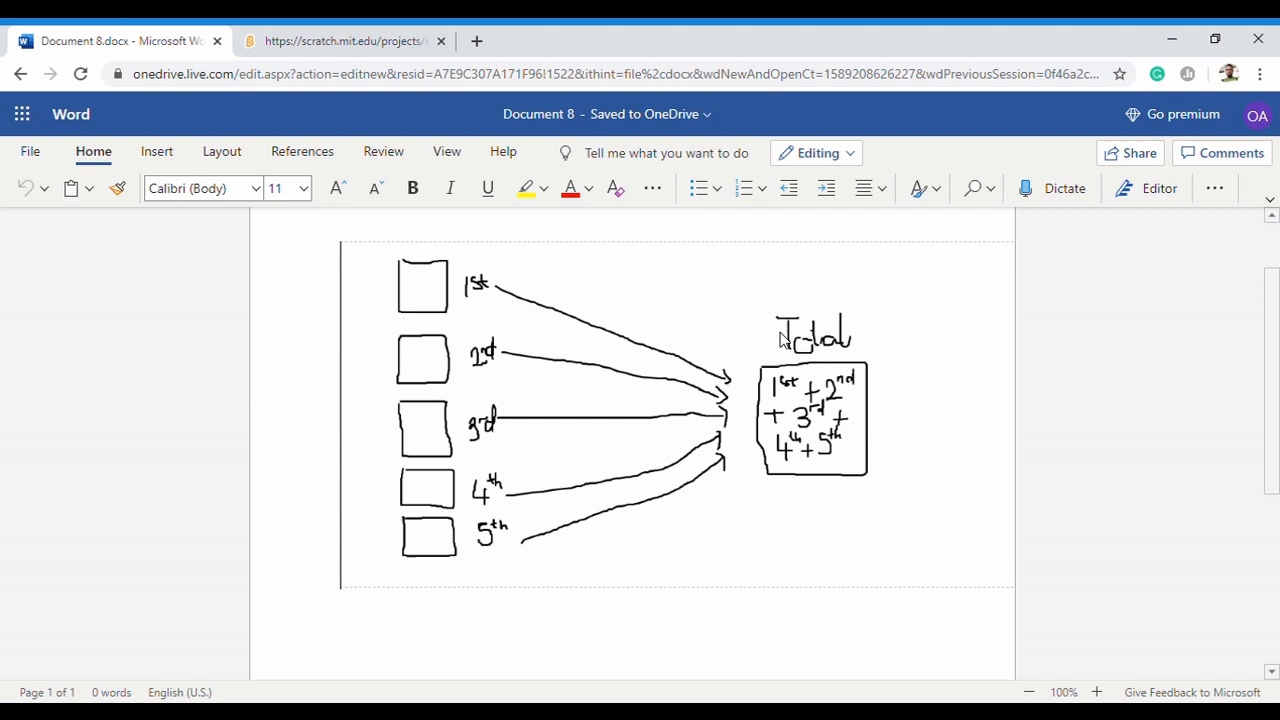 Document 8.docx - Microsoft Wo
https://scratch.mit.edu/projects/
onedrive.live.com/edit.aspx?action=editnew&resid=A7E9C307A171F96!1522&ithint=file%2cdocx&wdNewAndOpenCt=1589208626227&wdPreviousSession=0f46a2c...
Word
Document 8 - Saved to OneDrive
Go premium
OA
File Home Insert Layout References Review View Help Tell me what you want to do Editing Share Comments
Calibri (Body) 11 B I U A Dictate Editor
1st
2rd
3rd
4th
5th
Total
1st + 2nd
+ 3rd +
4th + 5th
Page 1 of 1 0 words English (U.S.) 100% Give Feedback to Microsoft